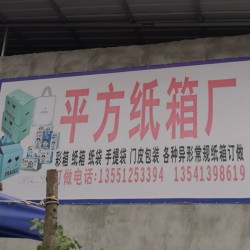 平方纸箱厂
彩箱 纸箱 纸袋 手提袋 门皮包装 各种异形常规纸箱订做
订做电话:13551253394 13541398619